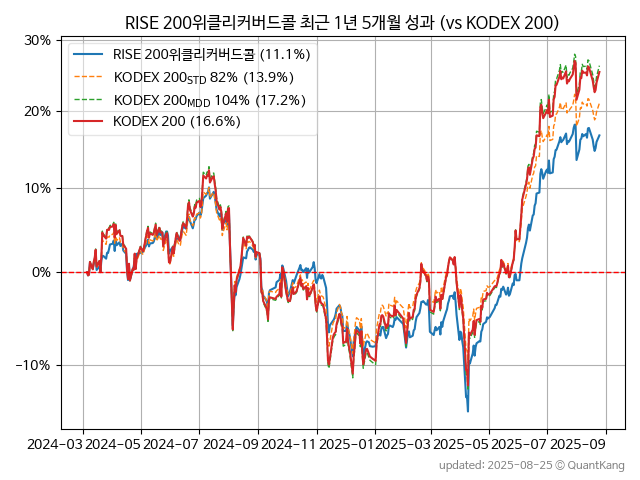 RISE 200위클리커버드콜 최근 1년 5개월 성과 (vs KODEX 200)
30%
20%
10%
0%
−10%
RISE 200위클리커버드콜 (11.1%)
KODEX 200STD 82% (13.9%)
KODEX 200MDD 104% (17.2%)
KODEX 200 (16.6%)
2024-03 2024-05 2024-07 2024-09 2024-11 2025-01 2025-03 2025-05 2025-07 2025-09
updated: 2025-08-25 © QuantKang